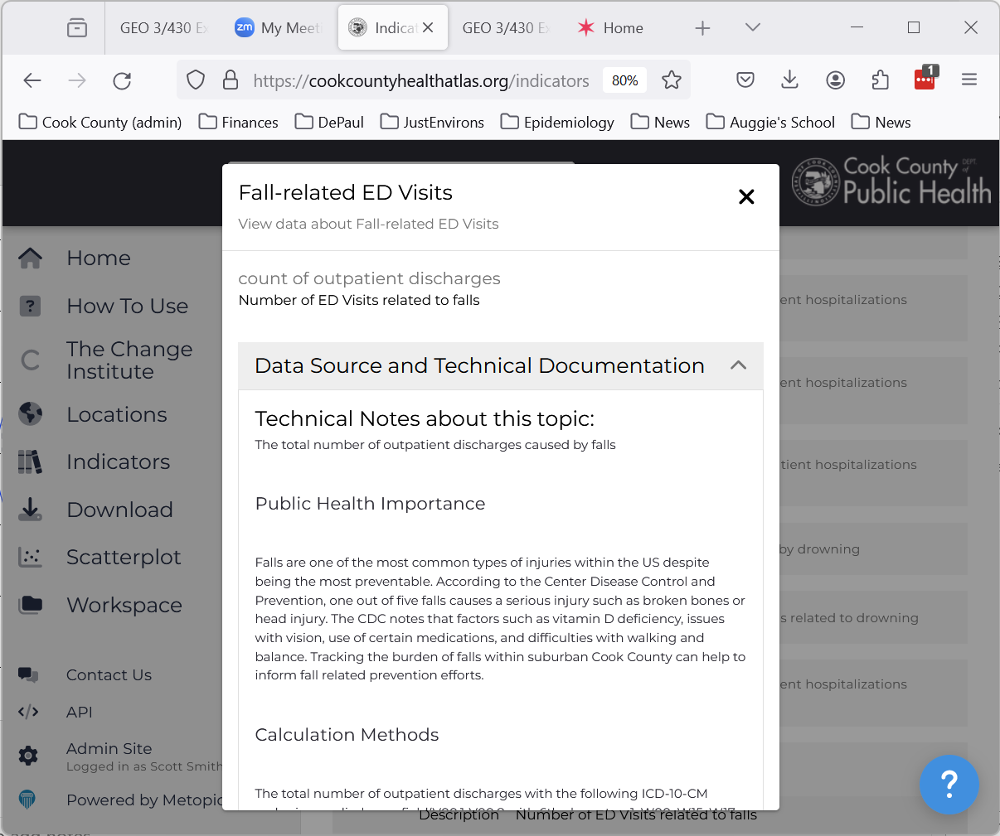 GEO 3/430 Ex
zm My Meeti
Indicat
GEO 3/430 Ex
Home
https://cookcountyhealthatlas.org/indicators
80%
1
Cook County (admin)
Finances
DePaul
JustEnvirons
Epidemiology
News
Auggie's School
News
Cook County DEPT. of
Public Health
Fall-related ED Visits
View data about Fall-related ED Visits
count of outpatient discharges
Number of ED Visits related to falls
Data Source and Technical Documentation
Technical Notes about this topic:
The total number of outpatient discharges caused by falls
Public Health Importance
Falls are one of the most common types of injuries within the US despite
being the most preventable. According to the Center Disease Control and
Prevention, one out of five falls causes a serious injury such as broken bones or
head injury. The CDC notes that factors such as vitamin D deficiency, issues
with vision, use of certain medications, and difficulties with walking and
balance. Tracking the burden of falls within suburban Cook County can help to
inform fall related prevention efforts.
Calculation Methods
The total number of outpatient discharges with the following ICD-10-CM
Description Number of ED Visits related to falls
Home
How To Use
The Change
Institute
Locations
Indicators
Download
Scatterplot
Workspace
Contact Us
API
Admin Site
Logged in as Scott Smith
Powered by Metopio
ent hospitalizations
ent hospitalizations
tient hospitalizations
by drowning
s related to drowning
ent hospitalizations
?